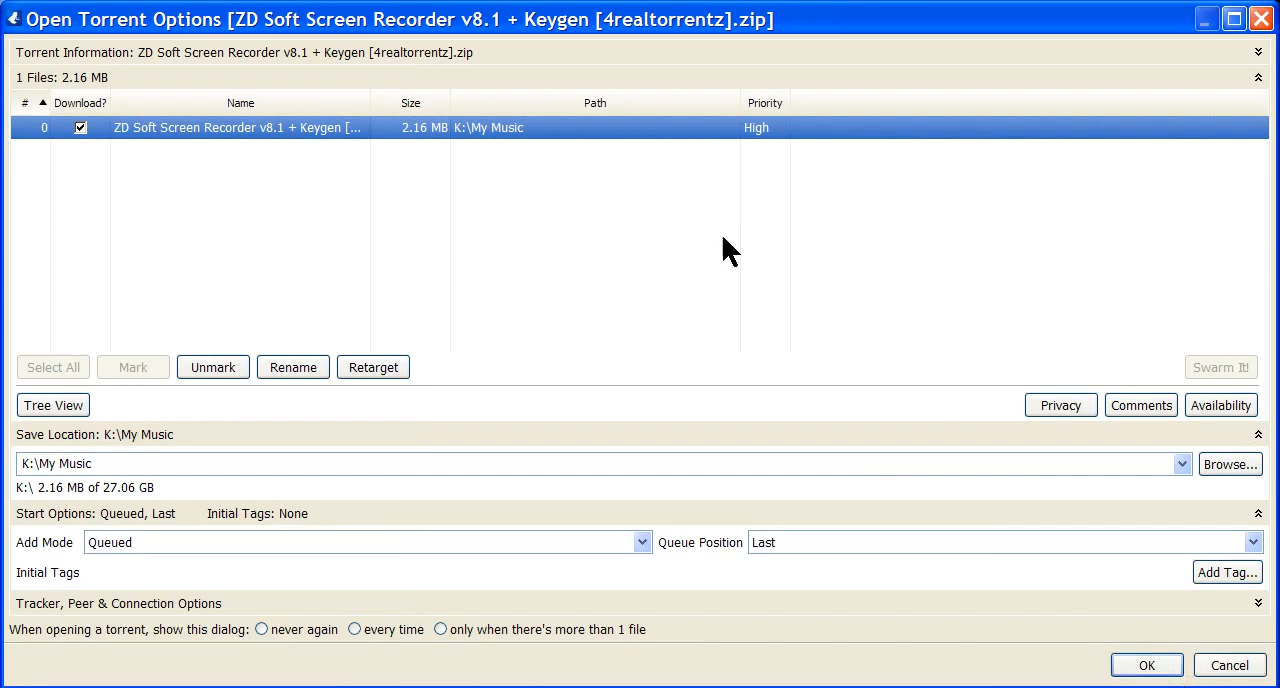 Open Torrent Options [ZD Soft Screen Recorder v8.1 + Keygen [4realtorrentz].zip]
Torrent Information: ZD Soft Screen Recorder v8.1 + Keygen [4realtorrentz].zip
1 Files: 2.16 MB
# Download? Name Size Path Priority
0 ZD Soft Screen Recorder v8.1 + Keygen [... 2.16 MB K:\My Music High
Select All Mark Unmark Rename Retarget Swarm It!
Tree View Privacy Comments Availability
Save Location: K:\My Music
K:\My Music Browse...
K:\ 2.16 MB of 27.06 GB
Start Options: Queued, Last Initial Tags: None
Add Mode Queued Queue Position Last
Initial Tags Add Tag...
Tracker, Peer & Connection Options
When opening a torrent, show this dialog: never again every time only when there's more than 1 file
OK Cancel